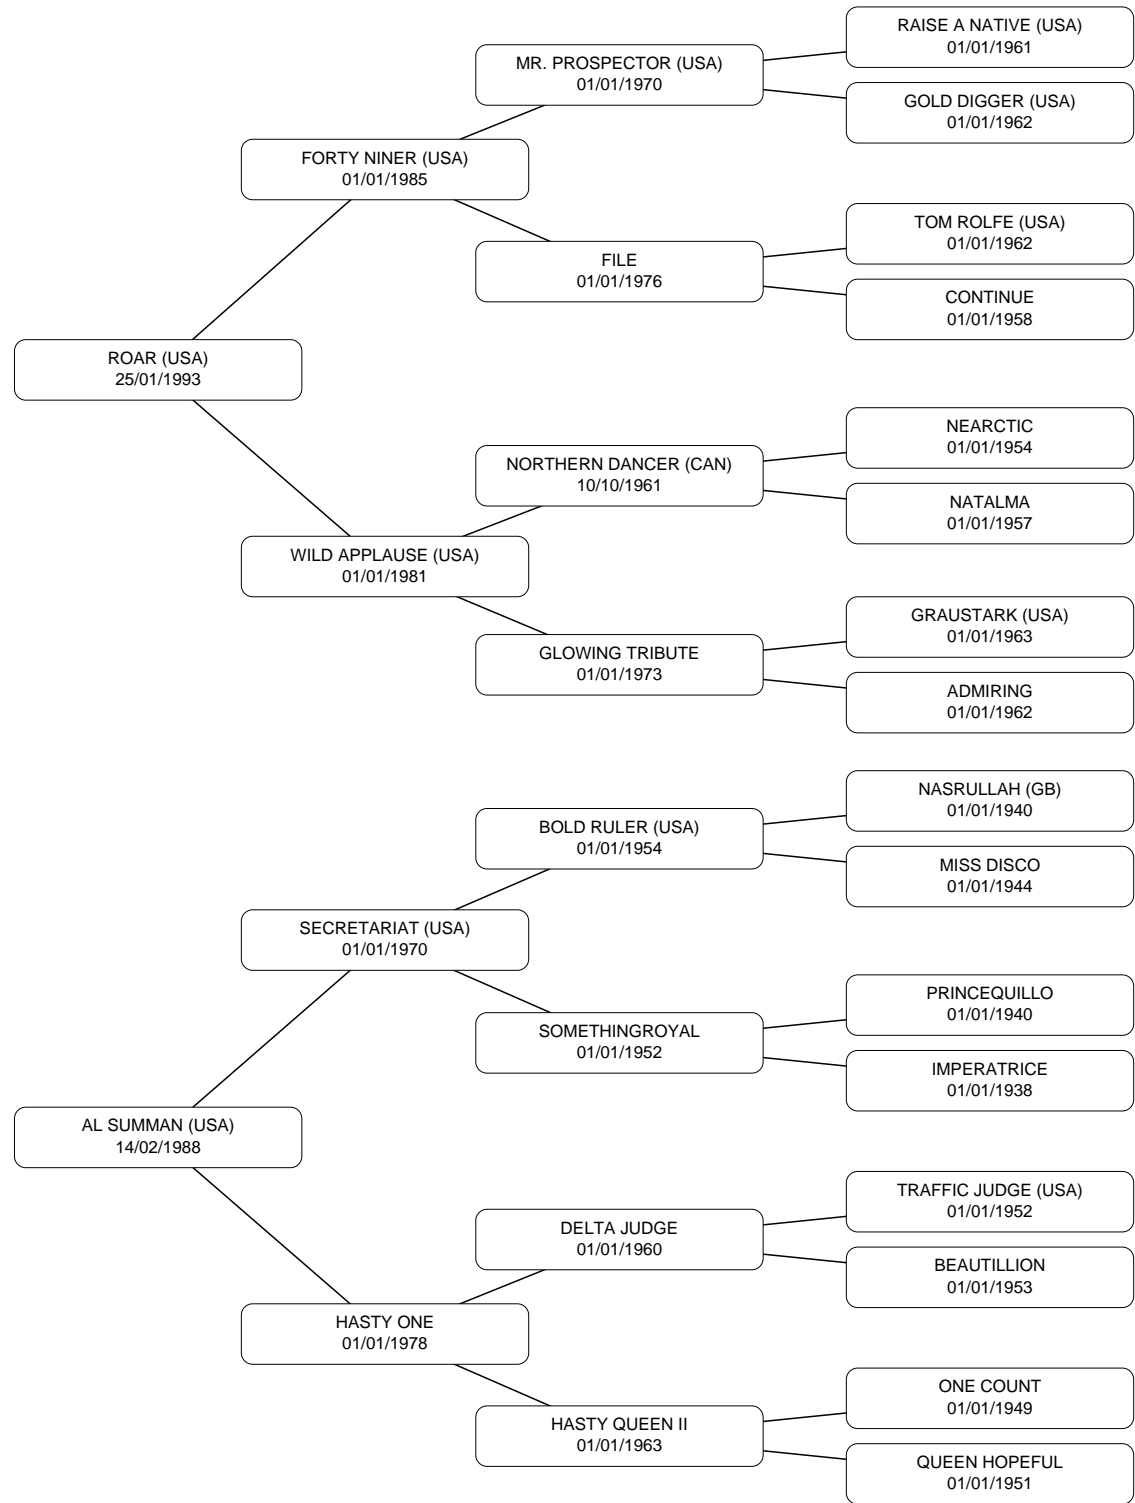 RAISE A NATIVE (USA)
01/01/1961
MR. PROSPECTOR (USA)
01/01/1970
GOLD DIGGER (USA)
01/01/1962
FORTY NINER (USA)
01/01/1985
TOM ROLFE (USA)
01/01/1962
FILE
01/01/1976
CONTINUE
01/01/1958
ROAR (USA)
25/01/1993
NEARCTIC
01/01/1954
NORTHERN DANCER (CAN)
10/10/1961
NATALMA
01/01/1957
WILD APPLAUSE (USA)
01/01/1981
GRAUSTARK (USA)
01/01/1963
GLOWING TRIBUTE
01/01/1973
ADMIRING
01/01/1962
NASRULLAH (GB)
01/01/1940
BOLD RULER (USA)
01/01/1954
MISS DISCO
01/01/1944
SECRETARIAT (USA)
01/01/1970
PRINCEQUILLO
01/01/1940
SOMETHINGROYAL
01/01/1952
IMPERATRICE
01/01/1938
AL SUMMAN (USA)
14/02/1988
TRAFFIC JUDGE (USA)
01/01/1952
DELTA JUDGE
01/01/1960
BEAUTILLION
01/01/1953
HASTY ONE
01/01/1978
ONE COUNT
01/01/1949
HASTY QUEEN II
01/01/1963
QUEEN HOPEFUL
01/01/1951